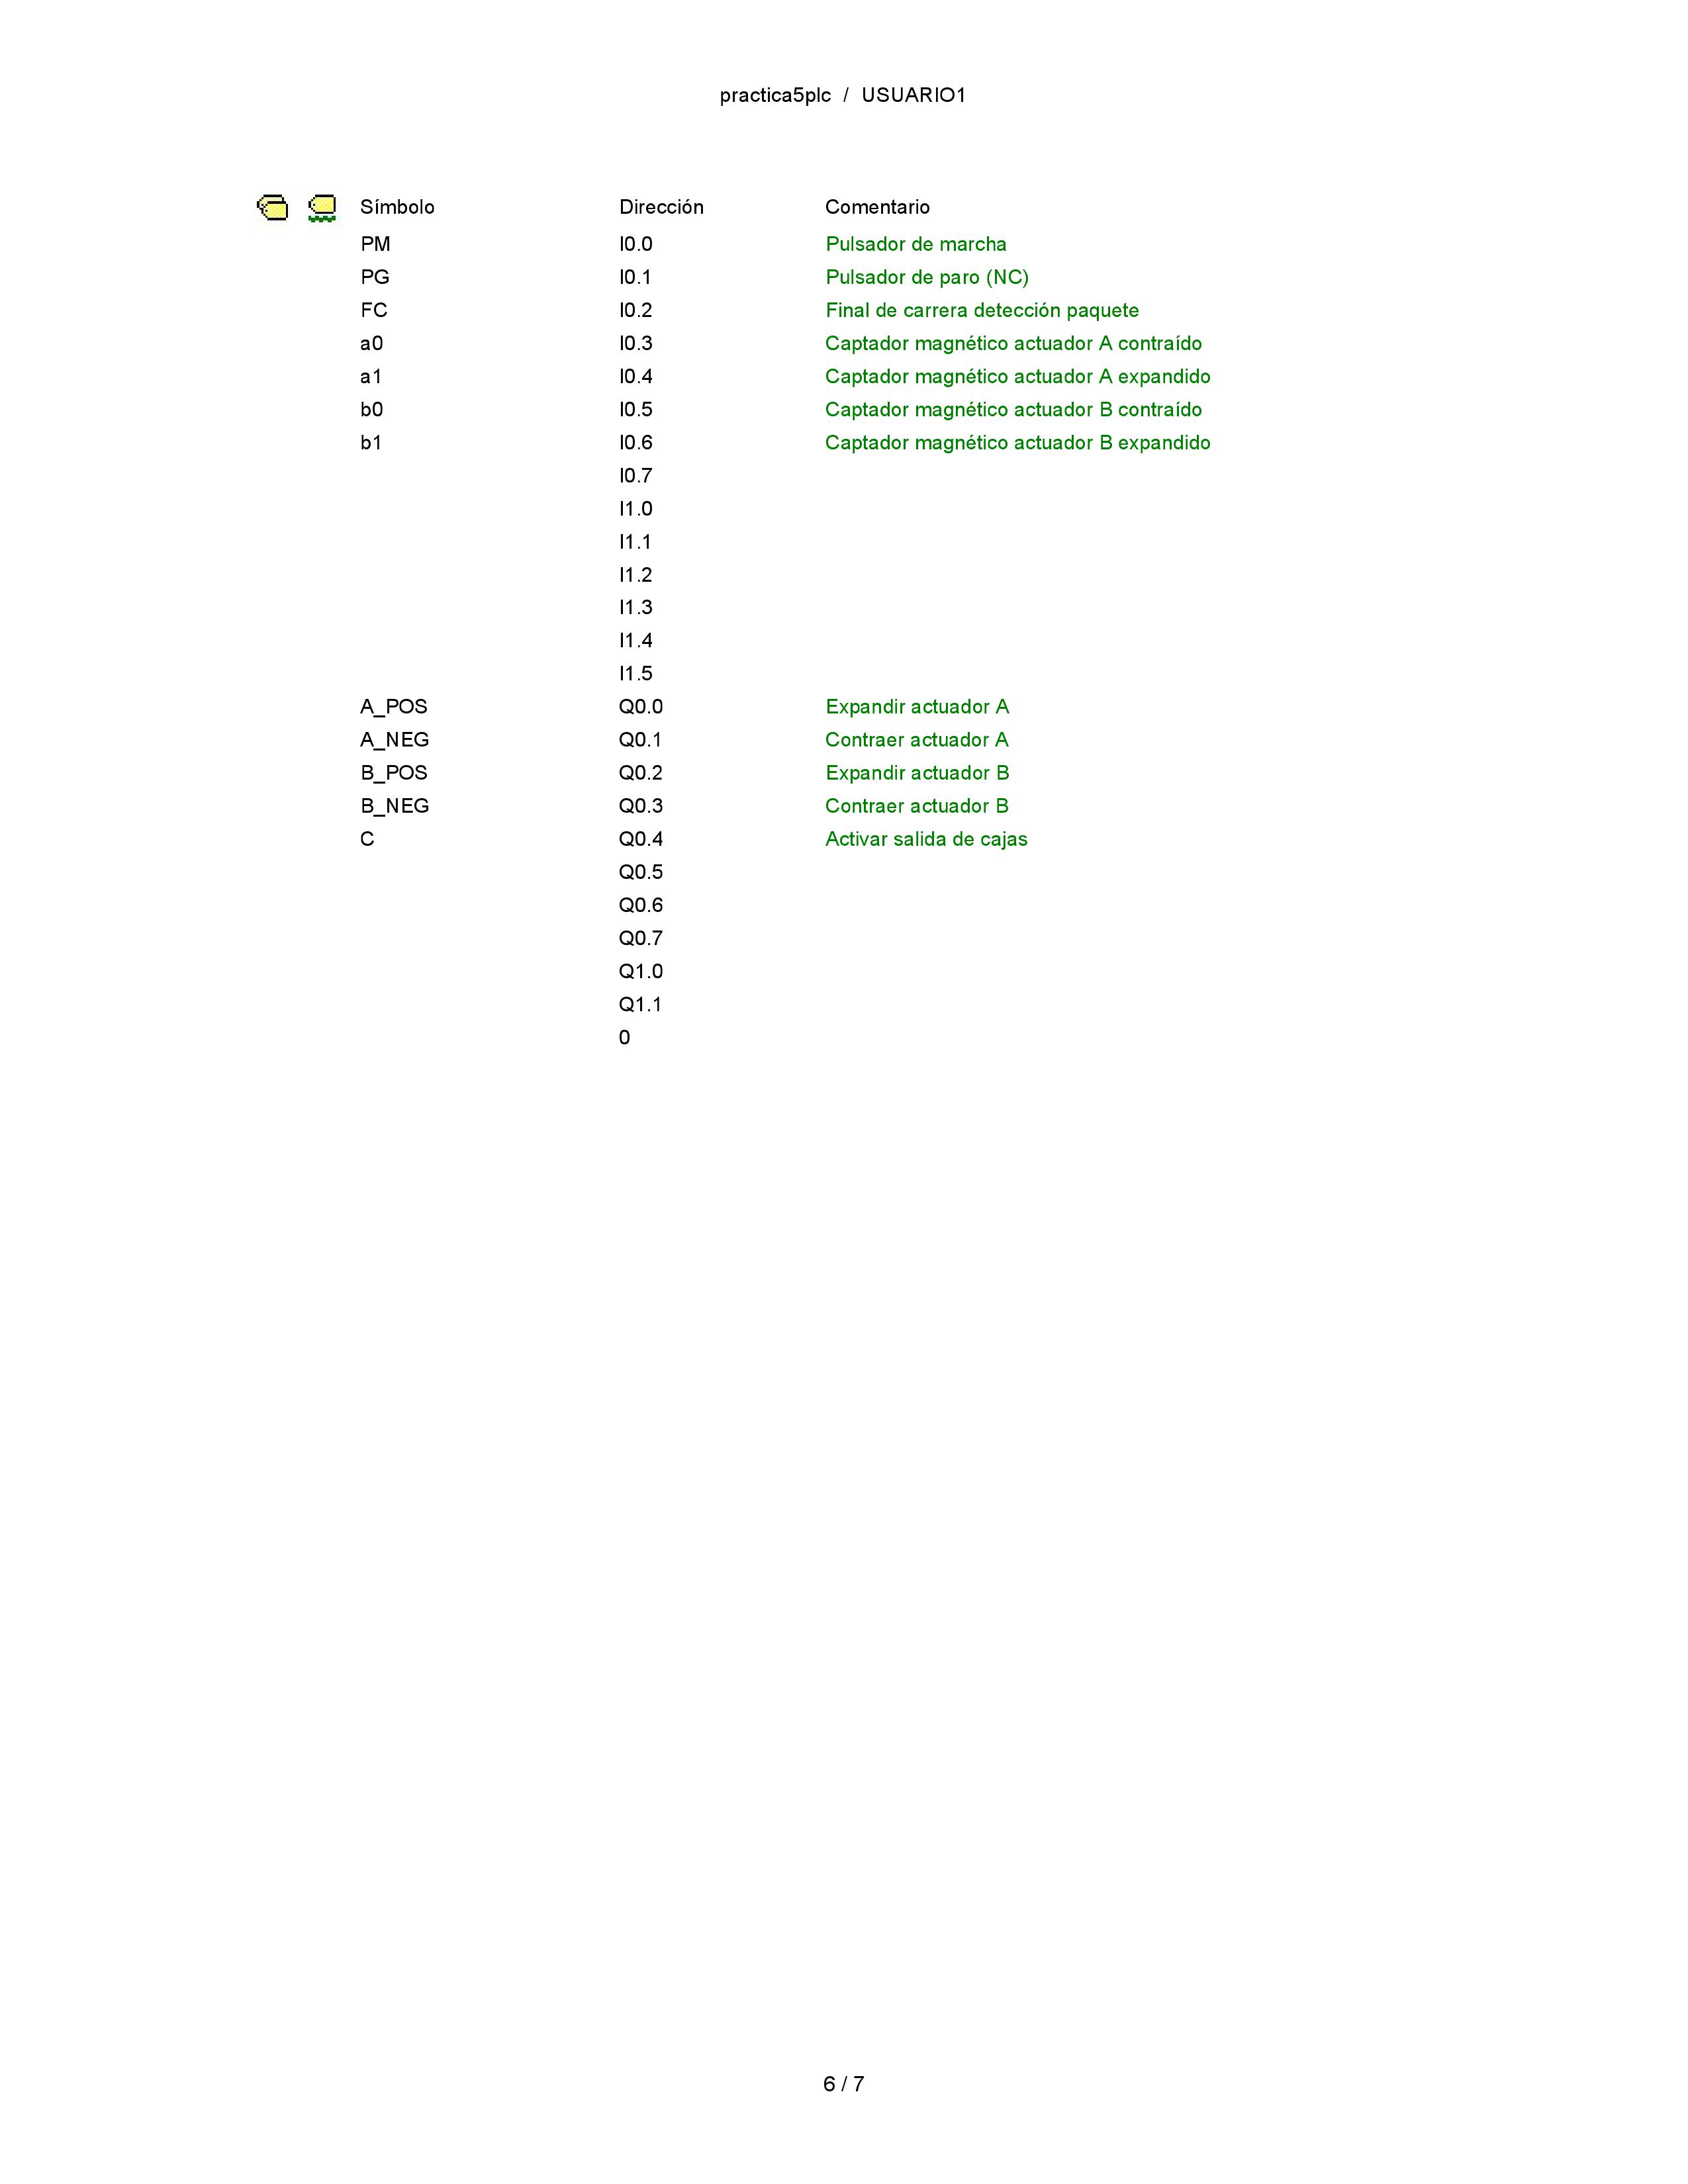 practica5plc / USUARIO1
Símbolo Dirección Comentario
PM I0.0 Pulsador de marcha
PG I0.1 Pulsador de paro (NC)
FC I0.2 Final de carrera detección paquete
a0 I0.3 Captador magnético actuador A contraído
a1 I0.4 Captador magnético actuador A expandido
b0 I0.5 Captador magnético actuador B contraído
b1 I0.6 Captador magnético actuador B expandido
I0.7
I1.0
I1.1
I1.2
I1.3
I1.4
I1.5
A_POS Q0.0 Expandir actuador A
A_NEG Q0.1 Contraer actuador A
B_POS Q0.2 Expandir actuador B
B_NEG Q0.3 Contraer actuador B
C Q0.4 Activar salida de cajas
Q0.5
Q0.6
Q0.7
Q1.0
Q1.1
0
6 / 7